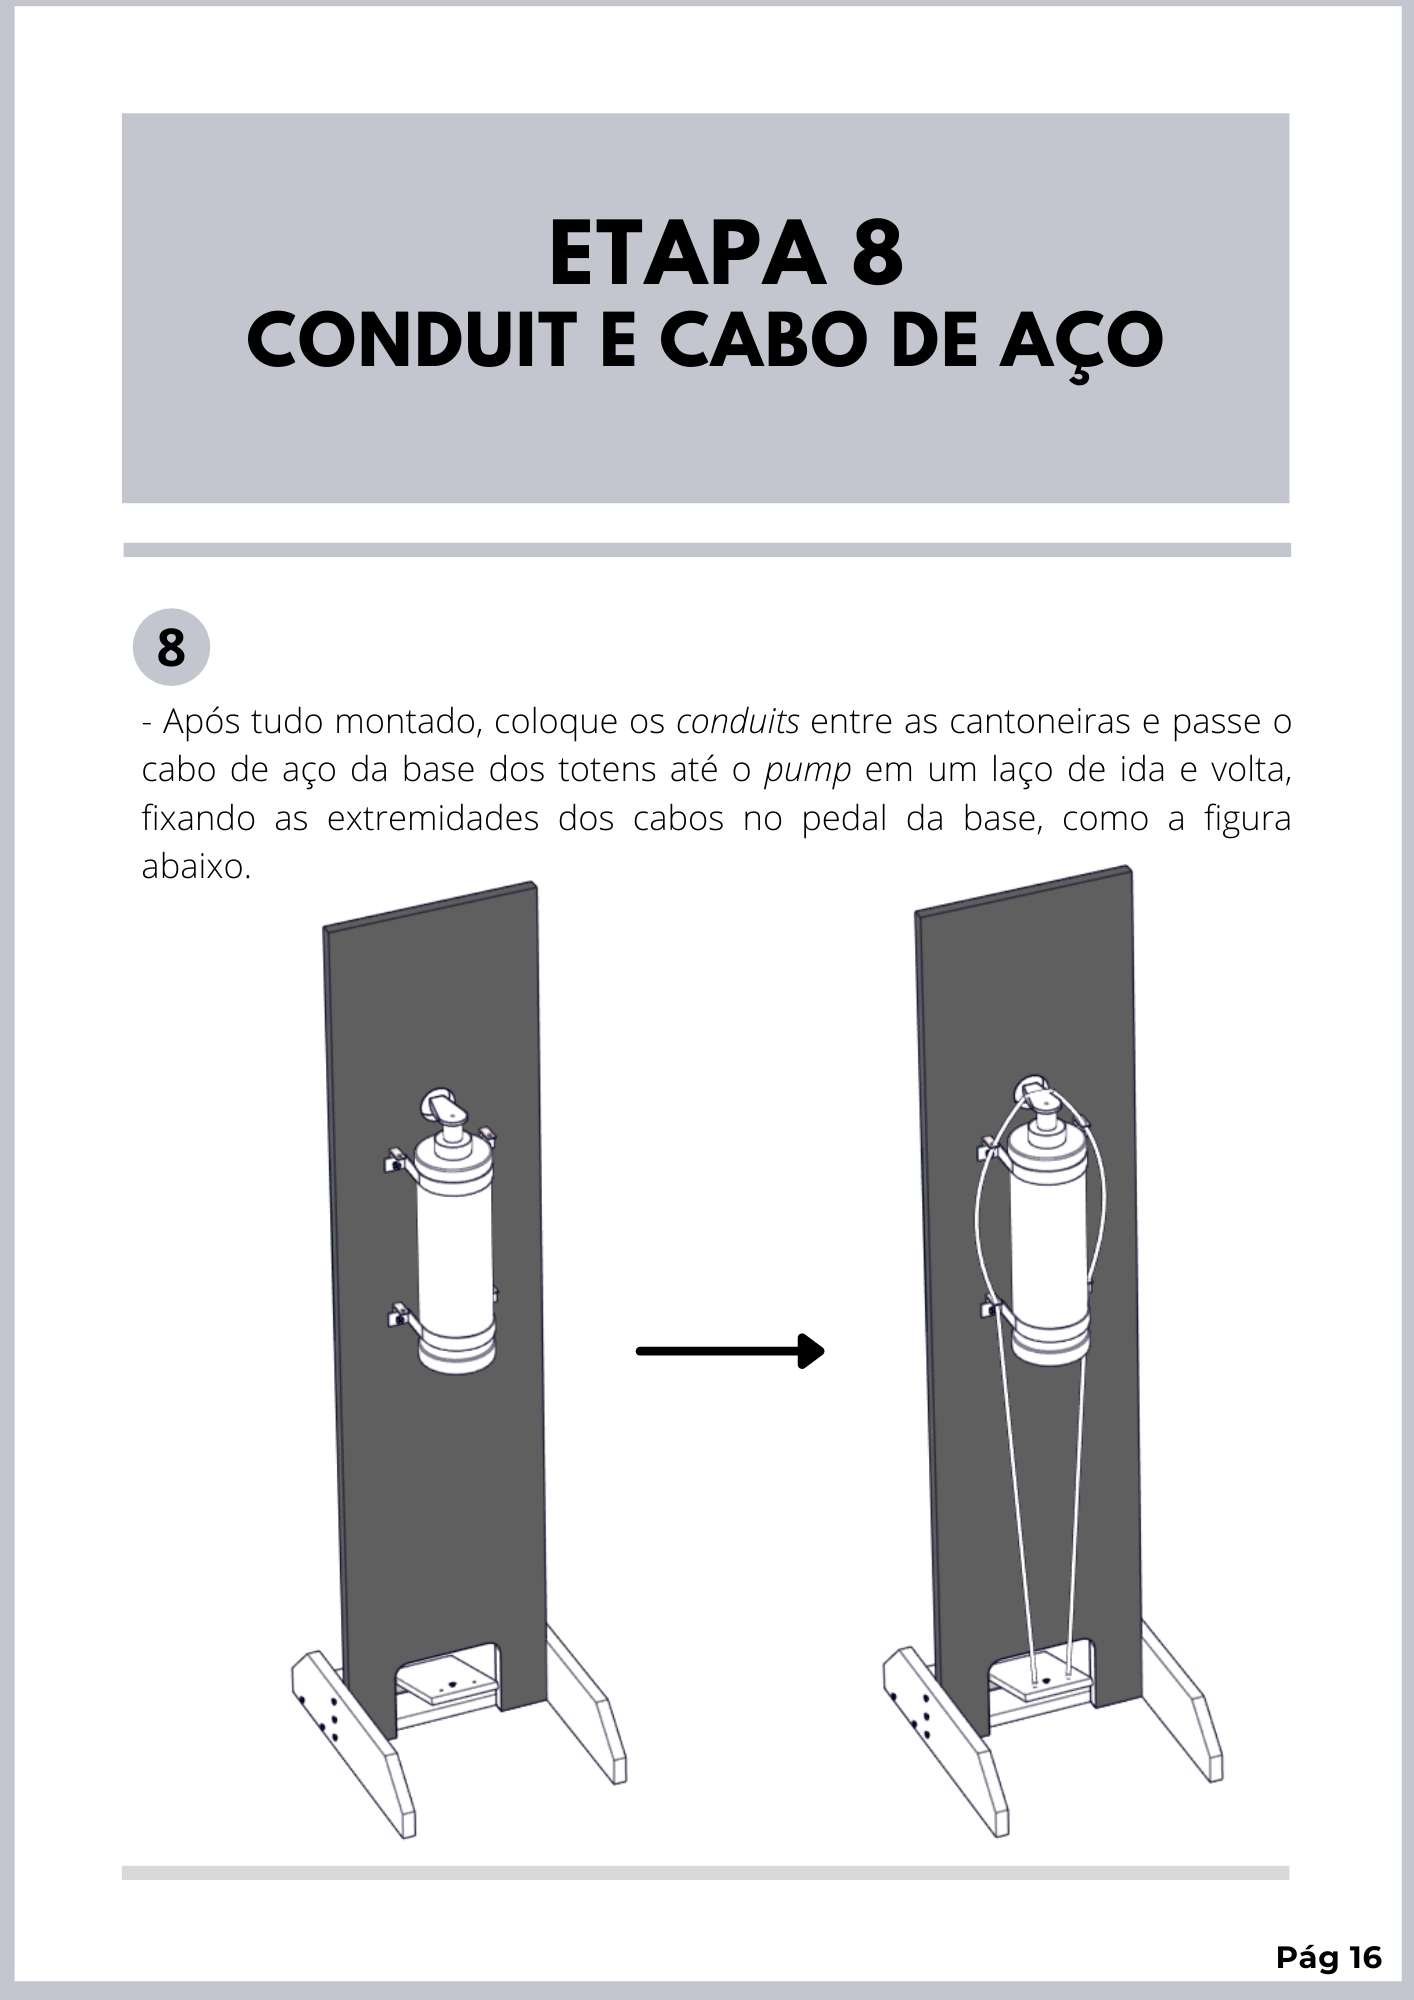 ETAPA 8
CONDUIT E CABO DE AÇO
8
- Após tudo montado, coloque os conduits entre as cantoneiras e passe o
cabo de aço da base dos totens até o pump em um laço de ida e volta,
fixando as extremidades dos cabos no pedal da base, como a figura
abaixo.
Pág 16